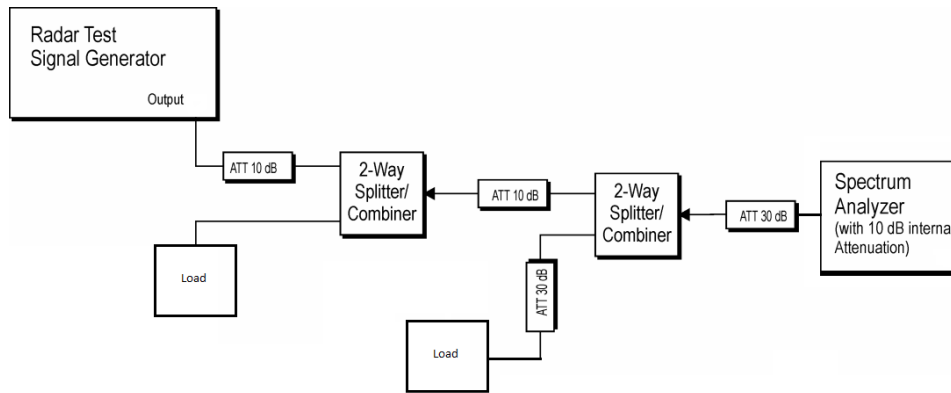 Radar Test
Signal Generator
Output
ATT 10 dB
2-Way
Splitter/
Combiner
ATT 10 dB
2-Way
Splitter/
Combiner
ATT 30 dB
Spectrum
Analyzer
(with 10 dB interna
Attenuation)
Load
ATT 30 dB
Load